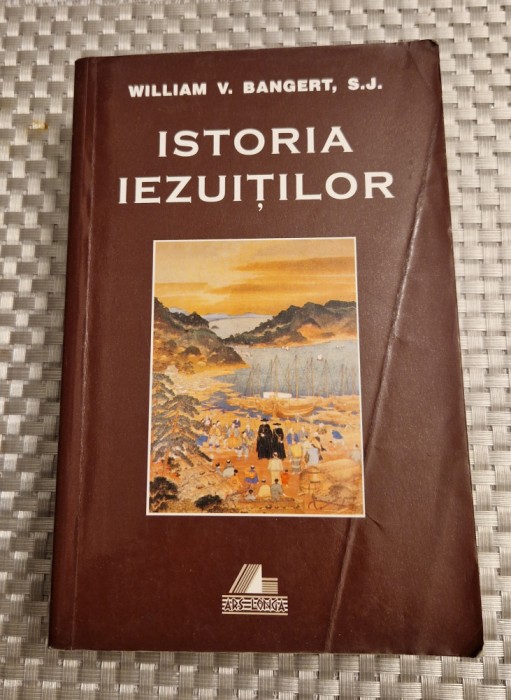 WILLIAM V. BANGERT, S.J.
ISTORIA
IEZUIȚILOR
ARS LONGA